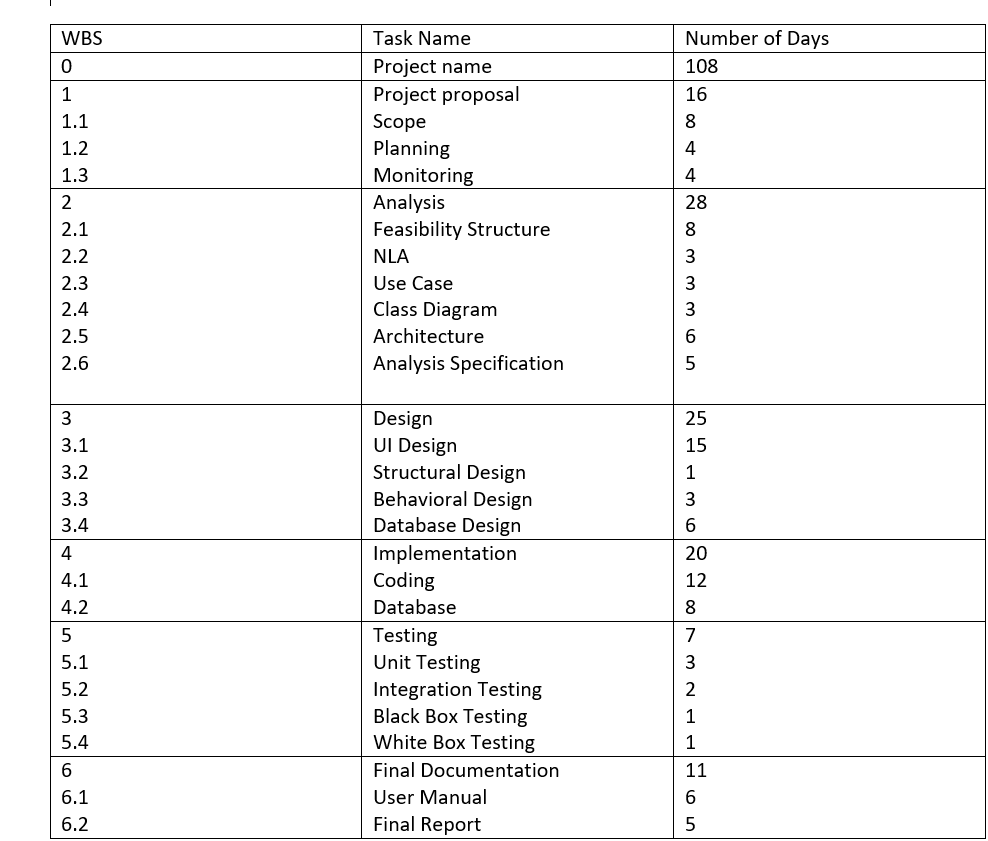 WBS Task Name Number of Days
0 Project name 108
1 Project proposal 16
1.1 Scope 8
1.2 Planning 4
1.3 Monitoring 4
2 Analysis 28
2.1 Feasibility Structure 8
2.2 NLA 3
2.3 Use Case 3
2.4 Class Diagram 3
2.5 Architecture 6
2.6 Analysis Specification 5
3 Design 25
3.1 UI Design 15
3.2 Structural Design 1
3.3 Behavioral Design 3
3.4 Database Design 6
4 Implementation 20
4.1 Coding 12
4.2 Database 8
5 Testing 7
5.1 Unit Testing 3
5.2 Integration Testing 2
5.3 Black Box Testing 1
5.4 White Box Testing 1
6 Final Documentation 11
6.1 User Manual 6
6.2 Final Report 5